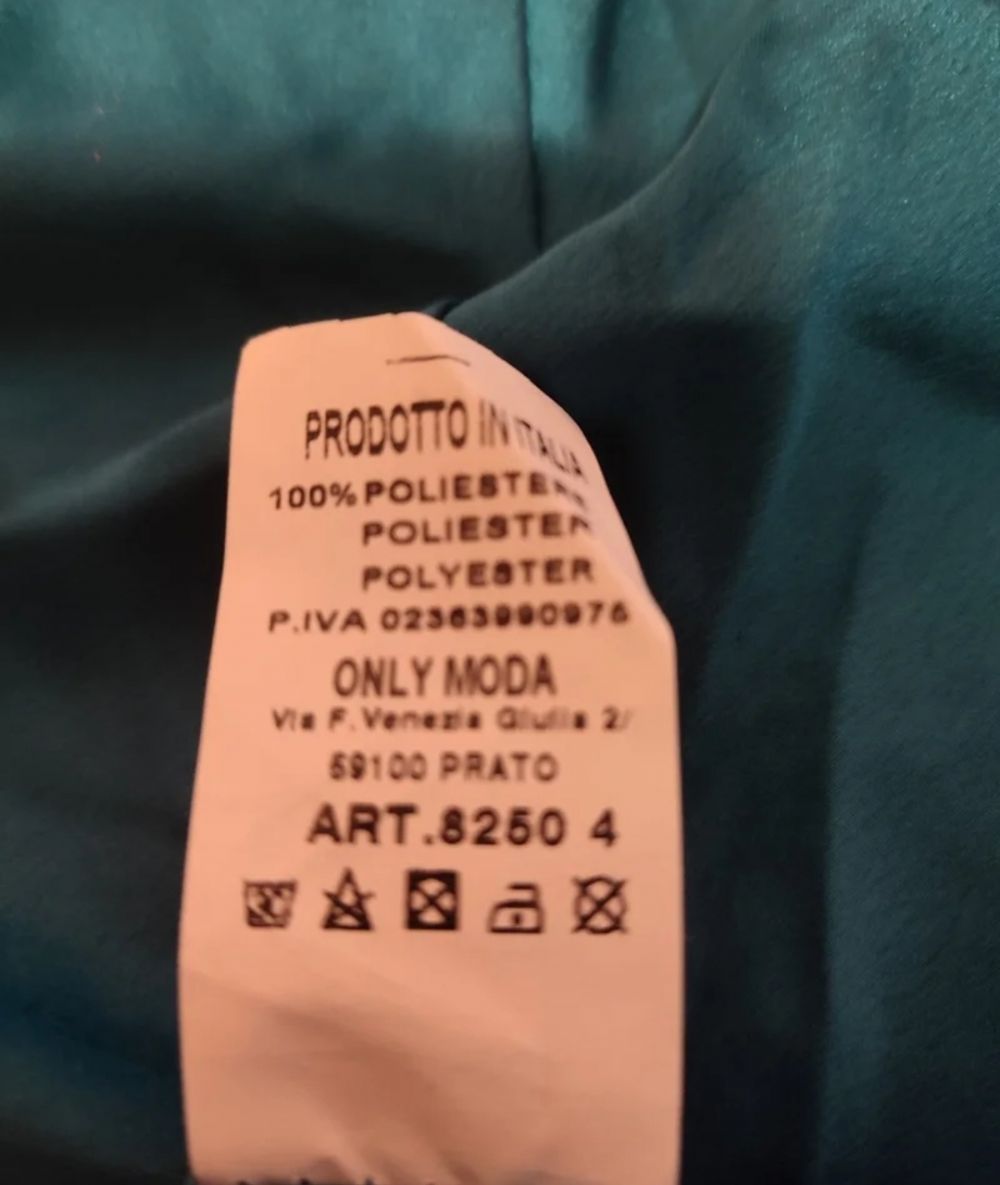 PRODOTTO IN ITALIA
100% POLIESTERE
POLIESTER
POLYESTER
P.IVA 02363990976
ONLY MODA
Via F. Venezia Giulia 2/
59100 PRATO
ART.8250 4